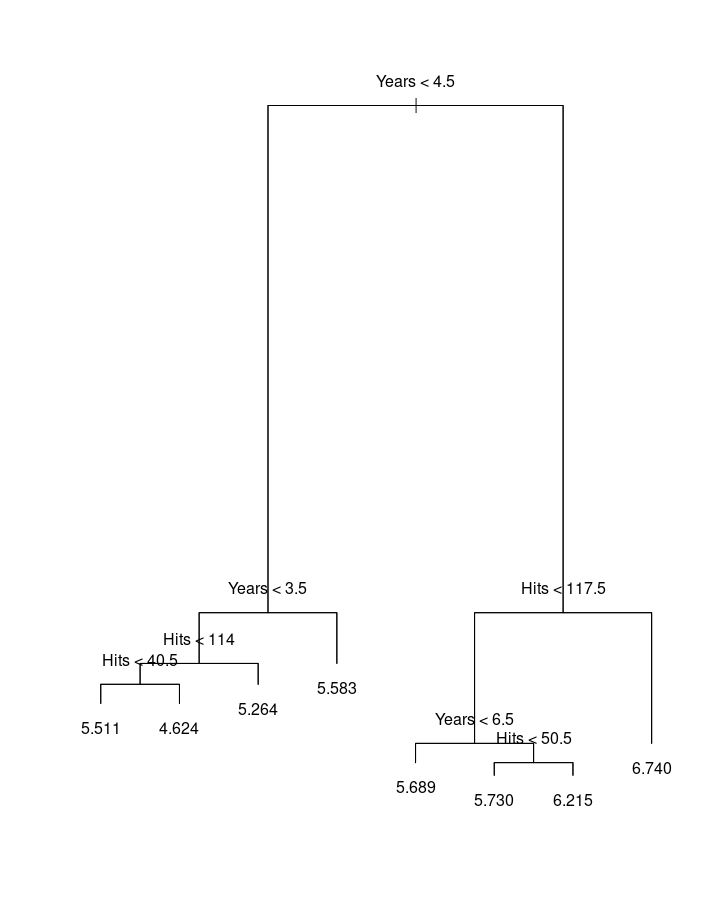 Years < 4.5
Years < 3.5
Hits < 117.5
Hits < 114
Hits < 40.5
5.583
5.264
5.511
4.624
Years < 6.5
Hits < 50.5
6.740
5.689
5.730
6.215